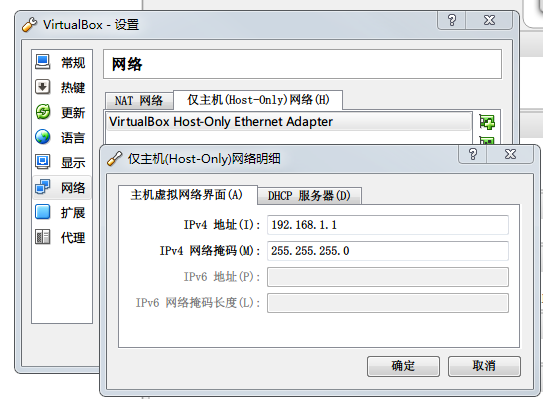 VirtualBox - 设置
常规
热键
更新
语言
显示
网络
扩展
代理
网络
NAT 网络
仅主机(Host-Only)网络(H)
VirtualBox Host-Only Ethernet Adapter
仅主机(Host-Only)网络明细
主机虚拟网络界面(A)
DHCP 服务器(D)
IPv4 地址(I): 192.168.1.1
IPv4 网络掩码(M): 255.255.255.0
IPv6 地址(P):
IPv6 网络掩码长度(L):
确定
取消